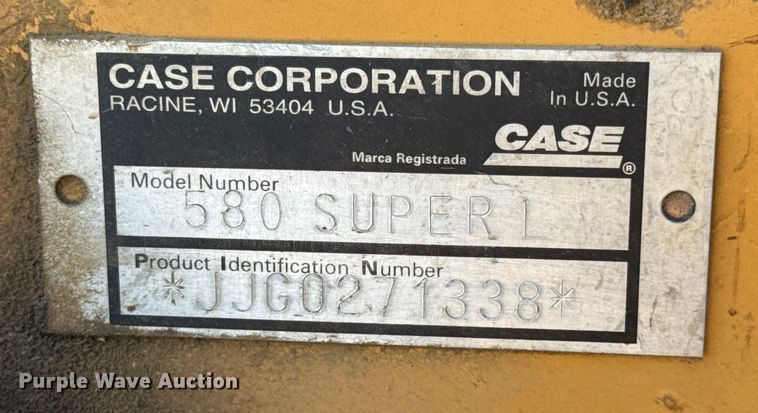 CASE CORPORATION
RACINE, WI 53404 U.S.A.
Made
In U.S.A.
CASE
®
Marca Registrada
Model Number
580 SUPER L
Product Identification Number
*JJG0271338*
Purple Wave Auction